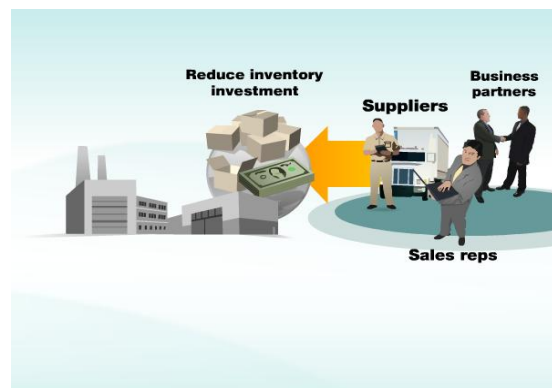 Reduce inventory
investment
Suppliers
Business
partners
Sales reps